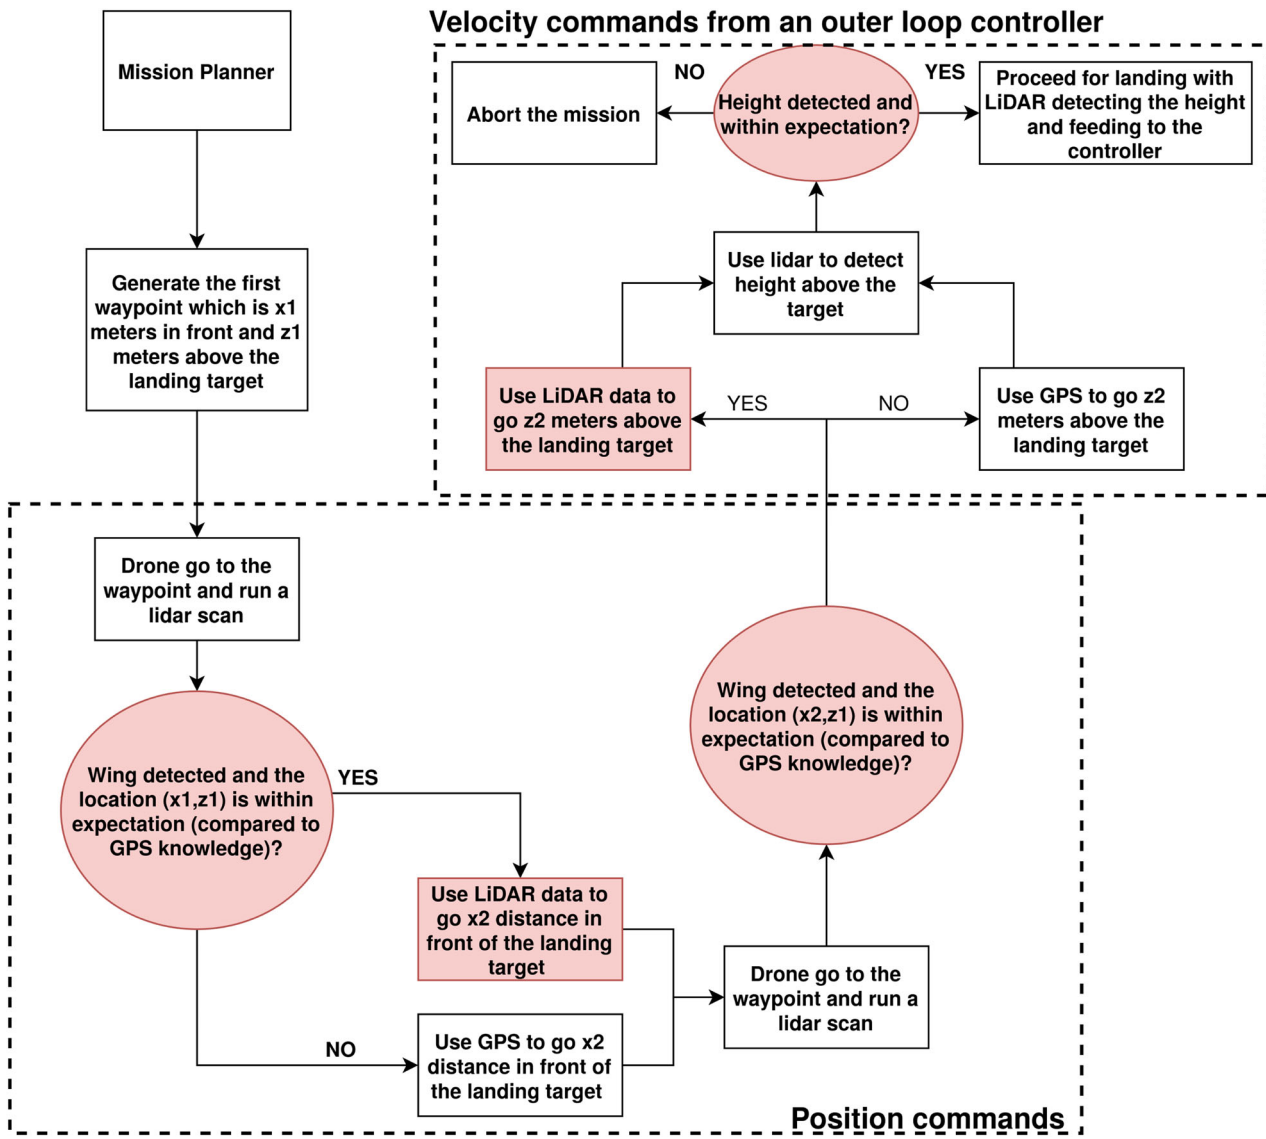 Velocity commands from an outer loop controller
Mission Planner
Generate the first
waypoint which is x1
meters in front and z1
meters above the
landing target
Abort the mission
NO
Height detected and
within expectation?
YES
Proceed for landing with
LiDAR detecting the height
and feeding to the
controller
Use lidar to detect
height above the
target
Use LiDAR data to
go z2 meters above
the landing target
YES
NO
Use GPS to go z2
meters above the
landing target
Drone go to the
waypoint and run a
lidar scan
Wing detected and the
location (x1,z1) is within
expectation (compared to
GPS knowledge)?
YES
NO
Use LiDAR data to
go x2 distance in
front of the landing
target
Use GPS to go x2
distance in front of
the landing target
Drone go to the
waypoint and run a
lidar scan
Wing detected and the
location (x2,z1) is within
expectation (compared to
GPS knowledge)?
Position commands